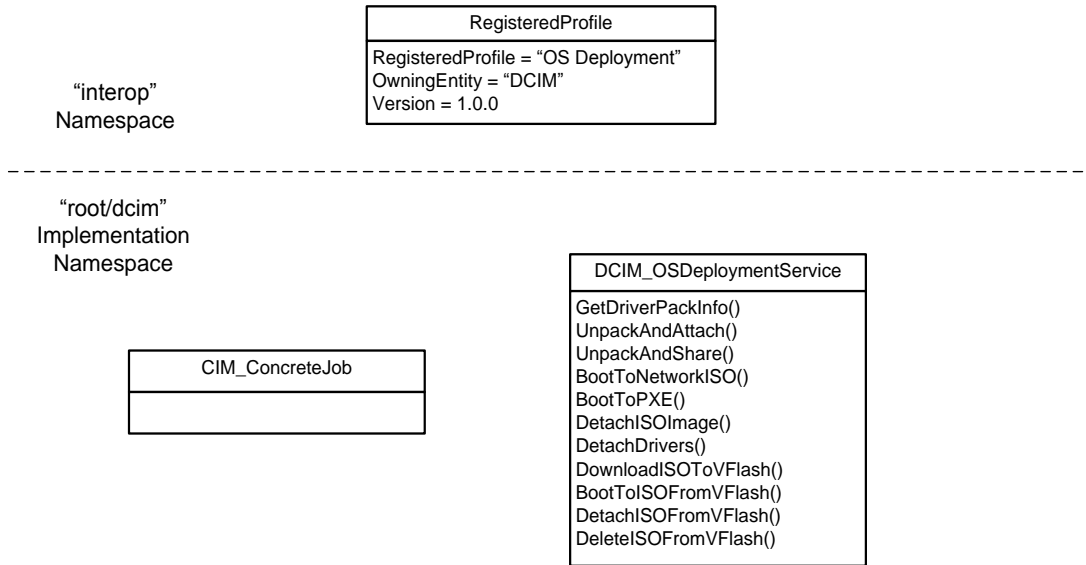 RegisteredProfile
RegisteredProfile = “OS Deployment”
OwningEntity = “DCIM”
Version = 1.0.0
“interop”
Namespace
“root/dcim”
Implementation
Namespace
DCIM_OSDeploymentService
GetDriverPackInfo()
UnpackAndAttach()
UnpackAndShare()
BootToNetworkISO()
BootToPXE()
DetachISOImage()
DetachDrivers()
DownloadISOToVFlash()
BootToISOFromVFlash()
DetachISOFromVFlash()
DeleteISOFromVFlash()
CIM_ConcreteJob